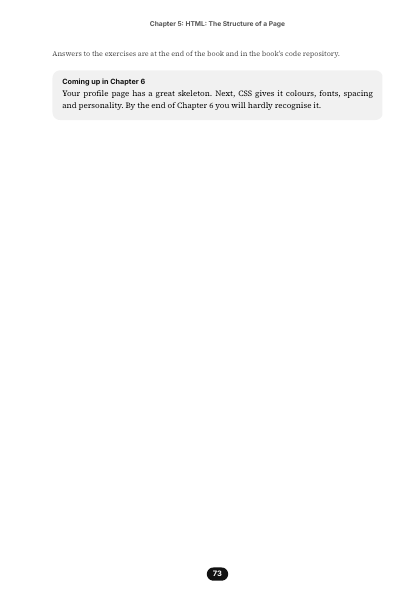 Chapter 5: HTML: The Structure of a Page
Answers to the exercises are at the end of the book and in the book's code repository.
Coming up in Chapter 6
Your profile page has a great skeleton. Next, CSS gives it colours, fonts, spacing
and personality. By the end of Chapter 6 you will hardly recognise it.
73